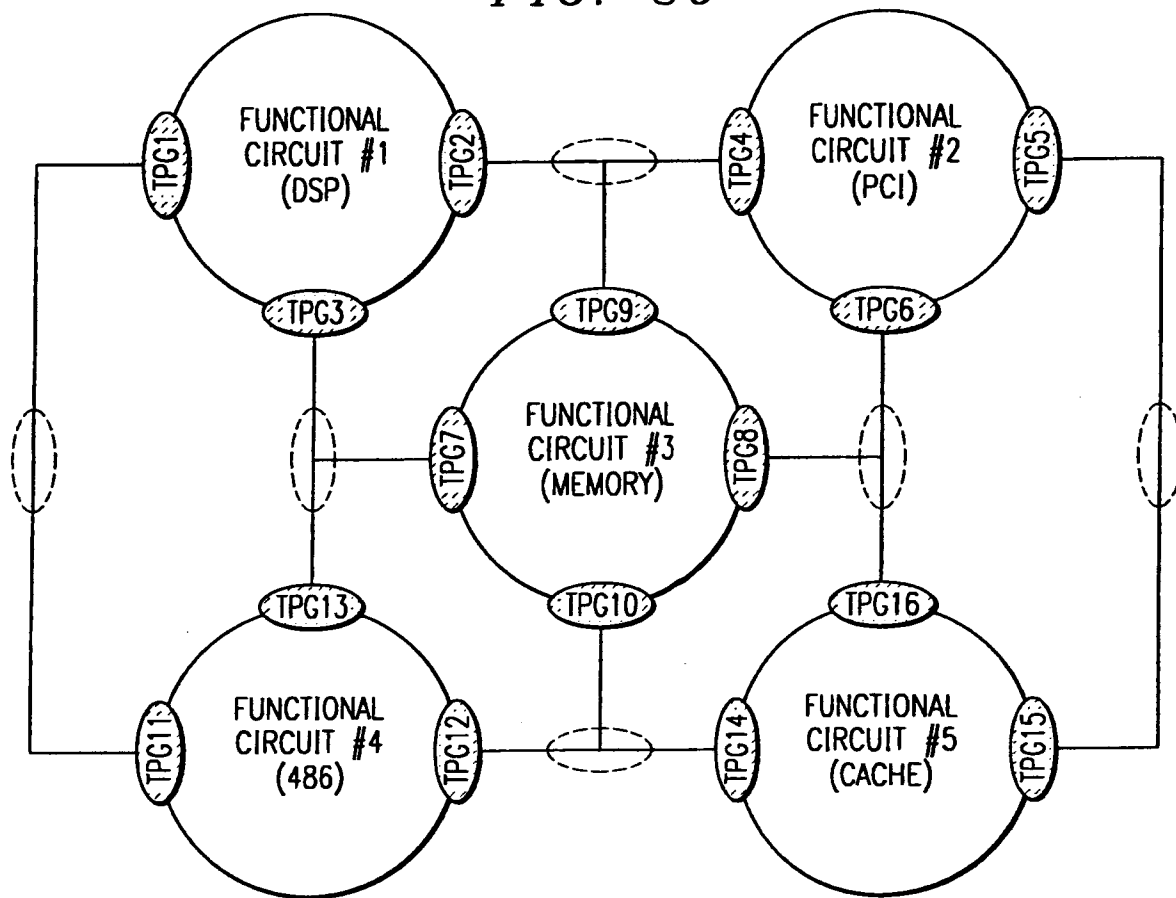 FUNCTIONAL
CIRCUIT #1
(DSP)
TPG1
TPG2
TPG3
FUNCTIONAL
CIRCUIT #2
(PCI)
TPG4
TPG5
TPG6
TPG9
FUNCTIONAL
CIRCUIT #3
(MEMORY)
TPG7
TPG8
TPG10
TPG13
FUNCTIONAL
CIRCUIT #4
(486)
TPG11
TPG12
TPG16
FUNCTIONAL
CIRCUIT #5
(CACHE)
TPG14
TPG15